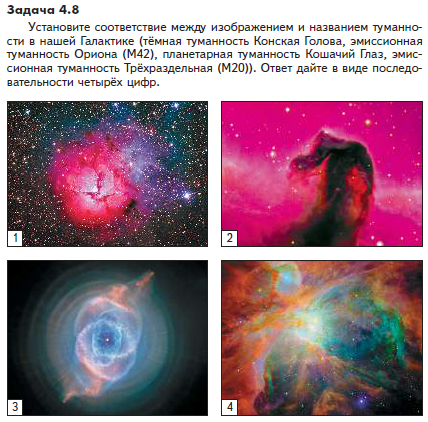 Задача 4.8
Установите соответствие между изображением и названием туманно-
сти в нашей Галактике (тёмная туманность Конская Голова, эмиссионная
туманность Ориона (М42), планетарная туманность Кошачий Глаз, эмис-
сионная туманность Трёхраздельная (М20)). Ответ дайте в виде последо-
вательности четырёх цифр.
1
2
3
4